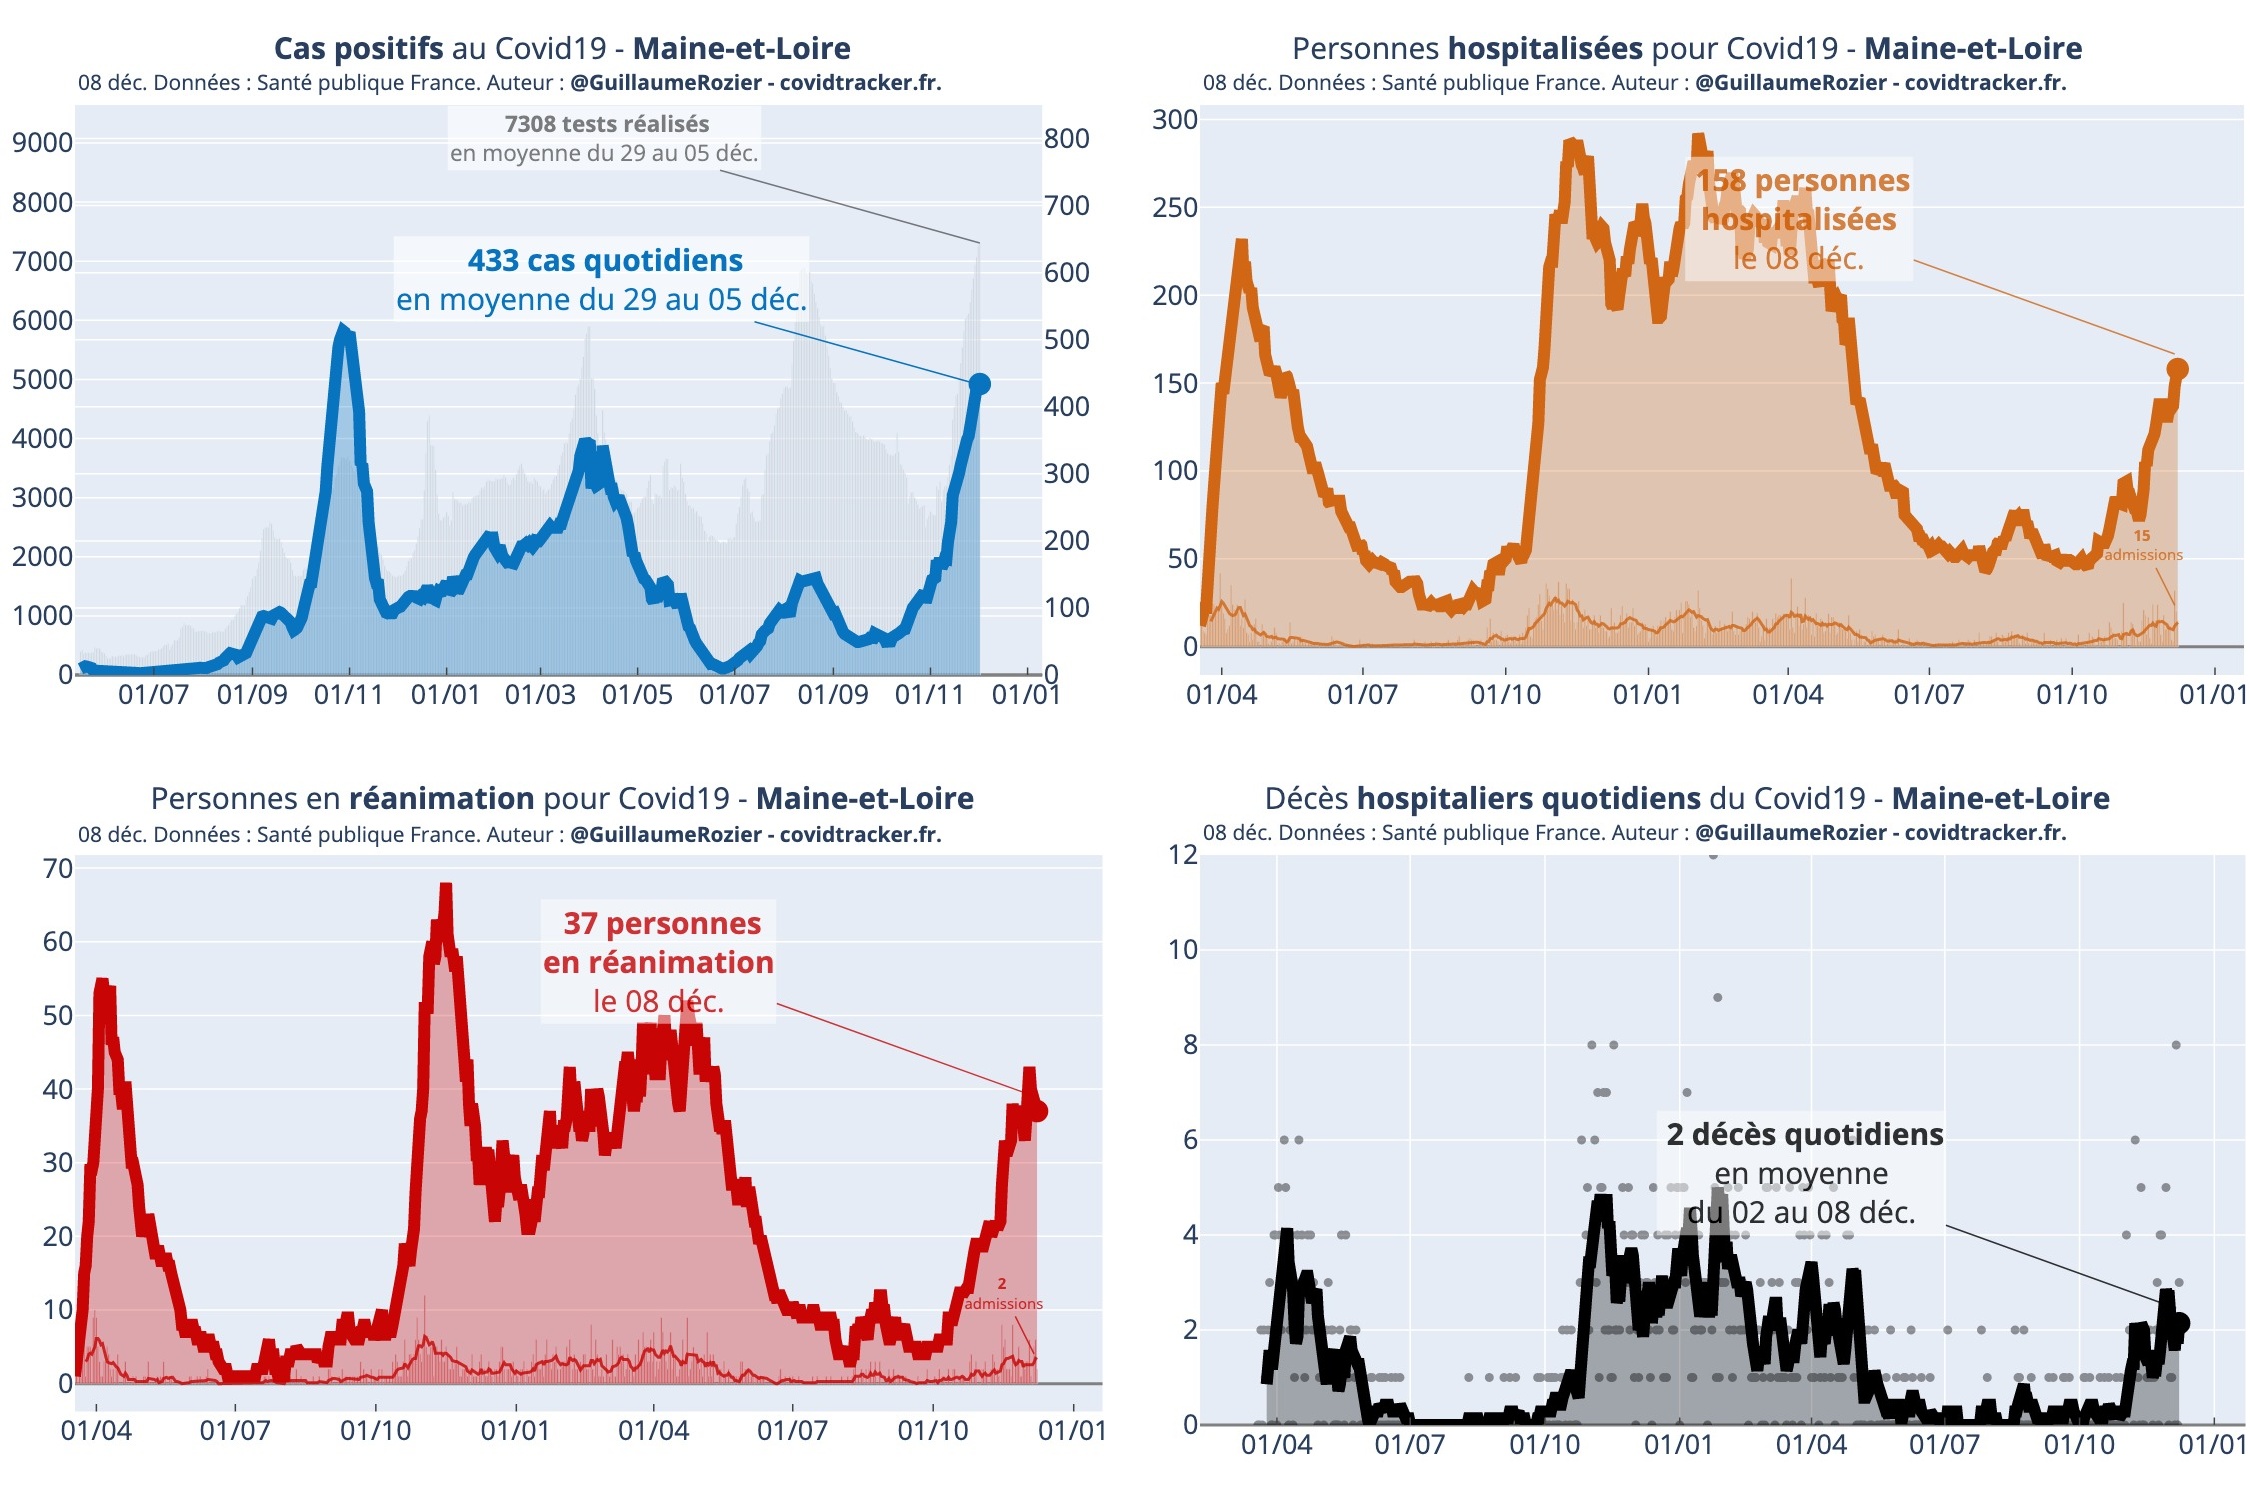 Cas positifs au Covid19 - Maine-et-Loire
08 déc. Données : Santé publique France. Auteur : @GuillaumeRozier - covidtracker.fr.
7308 tests réalisés
en moyenne du 29 au 05 déc.
433 cas quotidiens
en moyenne du 29 au 05 déc.
9000
8000
7000
6000
5000
4000
3000
2000
1000
0
800
700
600
500
400
300
200
100
0
01/07 01/09 01/11 01/01 01/03 01/05 01/07 01/09 01/11 01/01
Personnes hospitalisées pour Covid19 - Maine-et-Loire
08 déc. Données : Santé publique France. Auteur : @GuillaumeRozier - covidtracker.fr.
158 personnes
hospitalisées
le 08 déc.
15
admissions
300
250
200
150
100
50
0
01/04 01/07 01/10 01/01 01/04 01/07 01/10 01/01
Personnes en réanimation pour Covid19 - Maine-et-Loire
08 déc. Données : Santé publique France. Auteur : @GuillaumeRozier - covidtracker.fr.
37 personnes
en réanimation
le 08 déc.
2
admissions
70
60
50
40
30
20
10
0
01/04 01/07 01/10 01/01 01/04 01/07 01/10 01/01
Décès hospitaliers quotidiens du Covid19 - Maine-et-Loire
08 déc. Données : Santé publique France. Auteur : @GuillaumeRozier - covidtracker.fr.
2 décès quotidiens
en moyenne
du 02 au 08 déc.
12
10
8
6
4
2
0
01/04 01/07 01/10 01/01 01/04 01/07 01/10 01/01